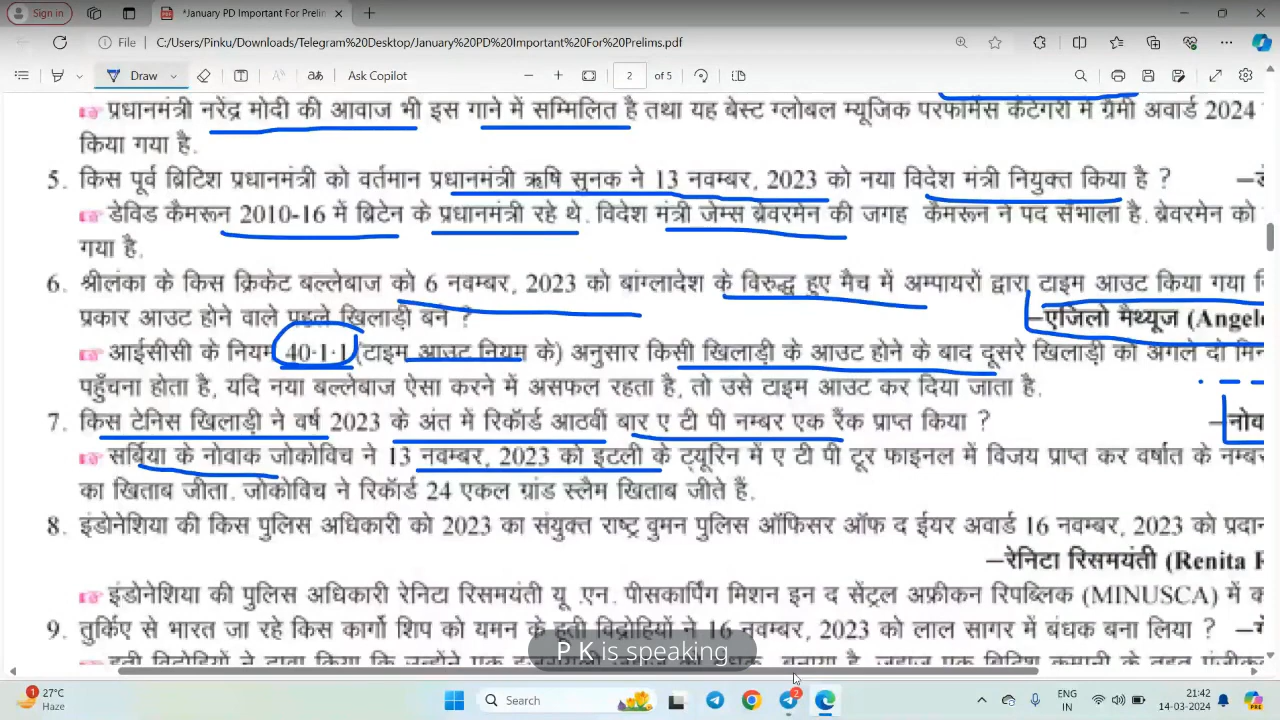 Sign in
*January PD Important For Prelim
File C:/Users/Pinku/Downloads/Telegram%20Desktop/January%20PD%20Important%20For%20Prelims.pdf
Draw Ask Copilot 2 of 5
प्रधानमंत्री नरेंद्र मोदी की आवाज भी इस गाने में सम्मिलित है तथा यह बेस्ट ग्लोबल म्यूजिक परफार्मेंस कैटेगरी में ग्रैमी अवार्ड 2024
किया गया है.
5. किस पूर्व ब्रिटिश प्रधानमंत्री को वर्तमान प्रधानमंत्री ऋषि सुनक ने 13 नवम्बर, 2023 को नया विदेश मंत्री नियुक्त किया है ?
डेविड कैमरून 2010-16 में ब्रिटेन के प्रधानमंत्री रहे थे. विदेश मंत्री जेम्स ब्रेवरमेन की जगह कैमरून ने पद सँभाला है. ब्रेवरमेन को
गया है.
6. श्रीलंका के किस क्रिकेट बल्लेबाज को 6 नवम्बर, 2023 को बांग्लादेश के विरुद्ध हुए मैच में अम्पायरों द्वारा टाइम आउट किया गया
प्रकार आउट होने वाले पहले खिलाड़ी बने ?
—एजिलो मैथ्यूज (Angelo
आईसीसी के नियम 40·1·1 (टाइम आउट नियम के) अनुसार किसी खिलाड़ी के आउट होने के बाद दूसरे खिलाड़ी को अगले दो
पहुँचना होता है, यदि नया बल्लेबाज ऐसा करने में असफल रहता है, तो उसे टाइम आउट कर दिया जाता है.
7. किस टेनिस खिलाड़ी ने वर्ष 2023 के अंत में रिकॉर्ड आठवीं बार ए टी पी नम्बर एक रैंक प्राप्त किया ?
सर्बिया के नोवाक जोकोविच ने 13 नवम्बर, 2023 को इटली के ट्यूरिन में ए टी पी टूर फाइनल में विजय प्राप्त कर वर्षांत के
का खिताब जीता. जोकोविच ने रिकॉर्ड 24 एकल ग्रांड स्लैम खिताब जीते हैं.
8. इंडोनेशिया की किस पुलिस अधिकारी को 2023 का संयुक्त राष्ट्र वुमन पुलिस ऑफिसर ऑफ द ईयर अवार्ड 16 नवम्बर, 2023 को
—रेनिटा रिसमयंती (Renita
इंडोनेशिया की पुलिस अधिकारी रेनिटा रिसमयंती यू .एन. पीसकार्पिंग मिशन इन द सेंट्रल अफ्रीकन रिपब्लिक (MINUSCA) में
9. तुर्किए से भारत जा रहे किस कार्गो शिप को यमन के हूती विद्रोहियों ने 16 नवम्बर, 2023 को लाल सागर में बंधक बना लिया ?
P K is speaking
27°C
Haze
Search
ENG
IN
21:42
14-03-2024